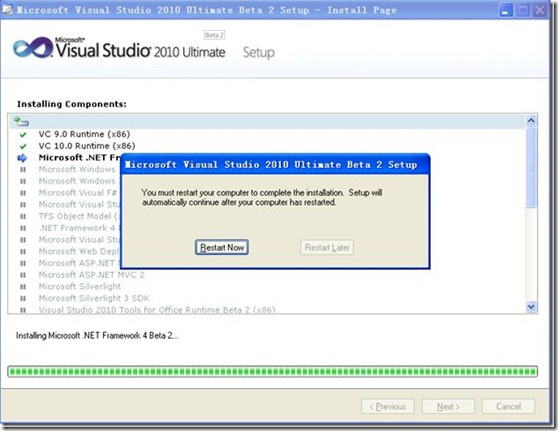 Microsoft Visual Studio 2010 Ultimate Beta 2 Setup - Install Page
Beta 2
Microsoft®
Visual Studio 2010 Ultimate Setup
Installing Components:
VC 9.0 Runtime (x86)
VC 10.0 Runtime (x86)
Microsoft .NET Fr
Microsoft Windows
Microsoft Windows
Microsoft Visual F#
Microsoft Visual Stu
TFS Object Model (x
.NET Framework 4
Microsoft Visual Stu
Microsoft Web Depl
Microsoft ASP.NET M
Microsoft ASP.NET MVC 2
Microsoft Silverlight
Microsoft Silverlight 3 SDK
Visual Studio 2010 Tools for Office Runtime Beta 2 (x86)
Microsoft Visual Studio 2010 Ultimate Beta 2 Setup
You must restart your computer to complete the installation. Setup will
automatically continue after your computer has restarted.
Restart Now
Restart Later
Installing Microsoft .NET Framework 4 Beta 2...
< Previous
Next >
Cancel